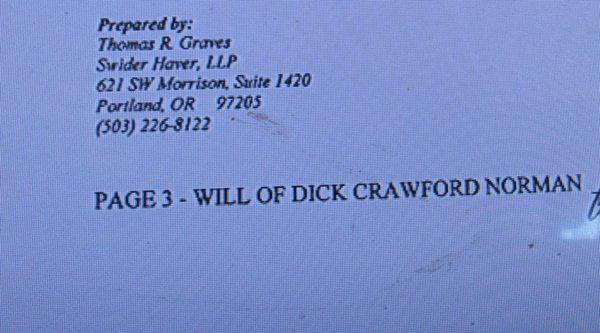 Prepared by:
Thomas R. Graves
Swider Haver, LLP
621 SW Morrison, Suite 1420
Portland, OR 97205
(503) 226-8122
PAGE 3 - WILL OF DICK CRAWFORD NORMAN